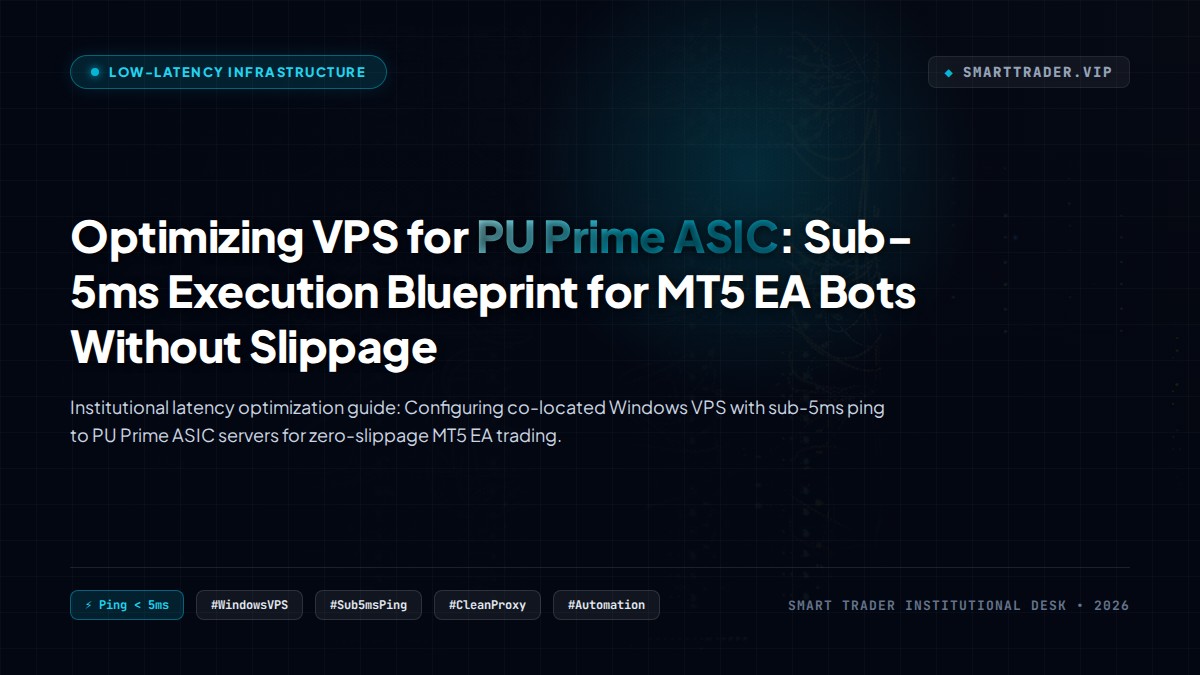 LOW-LATENCY INFRASTRUCTURE
◆ SMARTTRADER.VIP
Optimizing VPS for PU Prime ASIC: Sub-
5ms Execution Blueprint for MT5 EA Bots
Without Slippage
Institutional latency optimization guide: Configuring co-located Windows VPS with sub-5ms ping
to PU Prime ASIC servers for zero-slippage MT5 EA trading.
⚡ Ping < 5ms
#WindowsVPS
#Sub5msPing
#CleanProxy
#Automation
SMART TRADER INSTITUTIONAL DESK • 2026